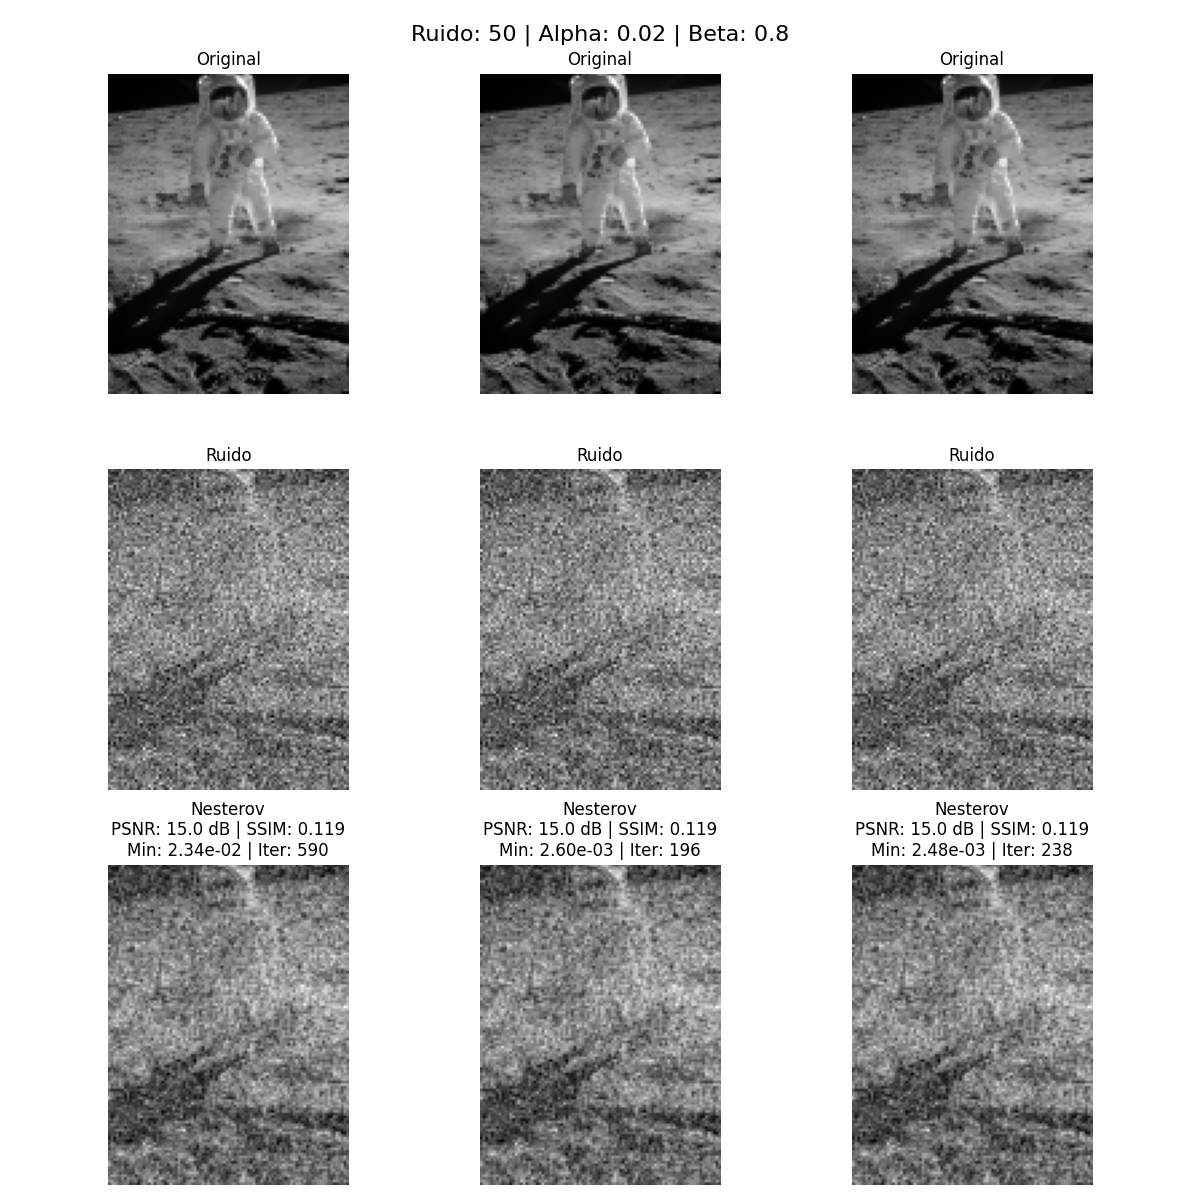 Ruido: 50 | Alpha: 0.02 | Beta: 0.8
Original
Original
Original
Ruido
Ruido
Ruido
Nesterov
PSNR: 15.0 dB | SSIM: 0.119
Min: 2.34e-02 | Iter: 590
Nesterov
PSNR: 15.0 dB | SSIM: 0.119
Min: 2.60e-03 | Iter: 196
Nesterov
PSNR: 15.0 dB | SSIM: 0.119
Min: 2.48e-03 | Iter: 238